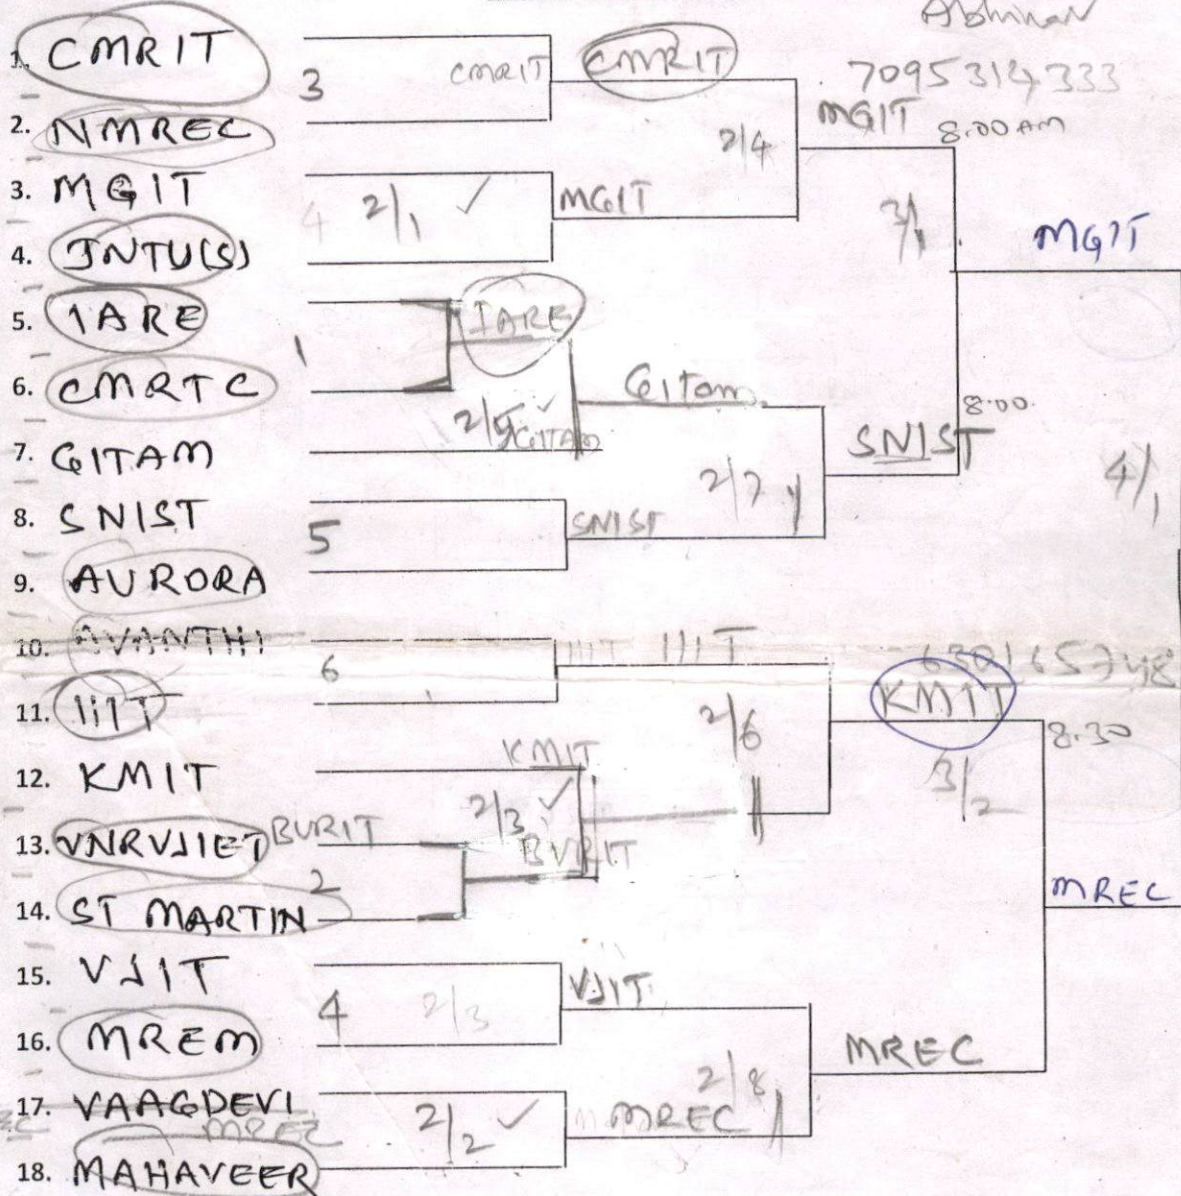 Abhinav
1. CMRIT
3
CMRIT
CMRIT
7095314333
2. NMREC
2/4
MGIT
8.00 AM
3. MGIT
4
2/1 ✓
MGIT
3/1
MGIT
4. JNTU(S)
5. IARE
1
IARE
6. CMRTC
Gitam
8.00
7. GITAM
2/5 ✓
GITAM
SNIST
4/1
8. SNIST
5
SNIST
2/7
9. AURORA
10. AVANTHI
6
IIIT
IIIT
6301655748
11. IIIT
2/6
KMIT
8.30
12. KMIT
KMIT
2/3 ✓
3/2
13. VNRVJIET BVRIT
BVRIT
2
14. ST MARTIN
MREC
15. VJIT
4
2/3
VJIT
16. MREM
MREC
17. VAAGDEVI
MREC
2/2 ✓
MREC
2/8
18. MAHAVEER